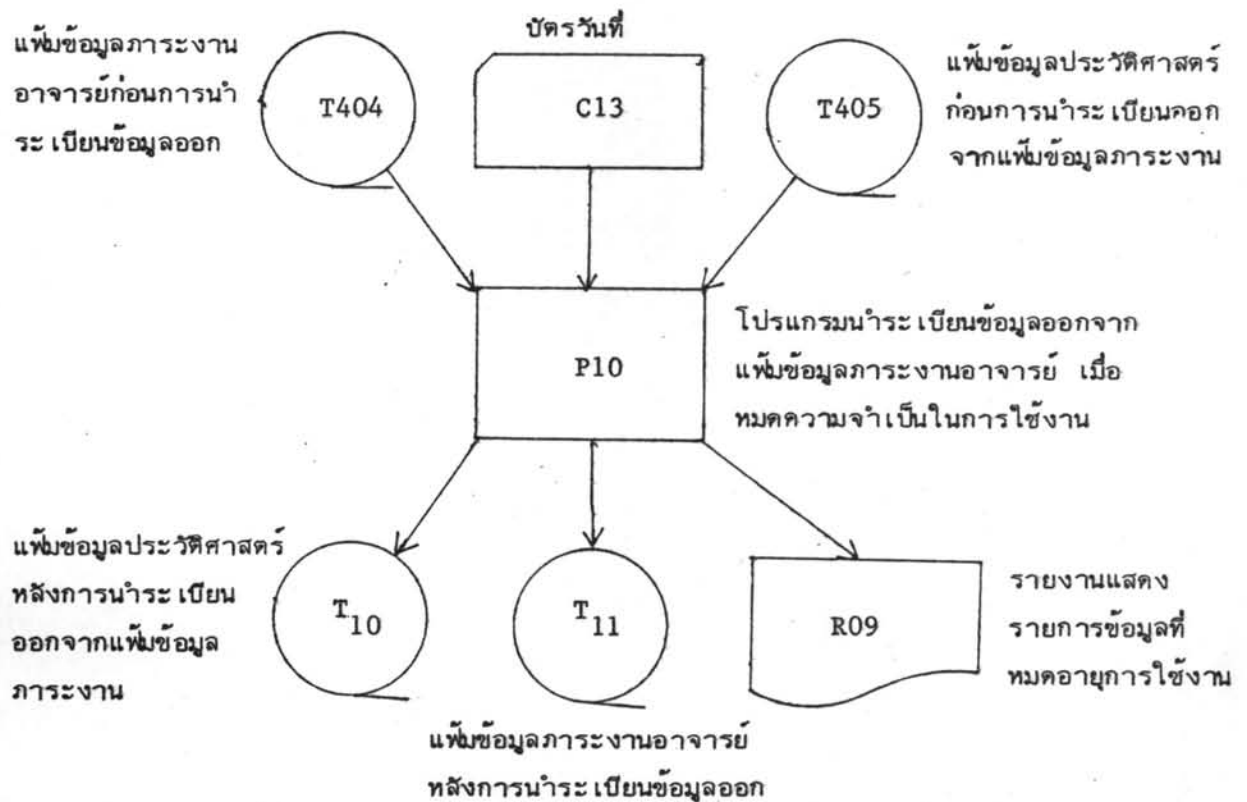 บัตรวันที่
แฟ้มข้อมูลภาระงาน
อาจารย์ก่อนการนำ
ระเบียนข้อมูลออก
T404
C13
T405
แฟ้มข้อมูลประวัติศาสตร์
ก่อนการนำระเบียนออก
จากแฟ้มข้อมูลภาระงาน
P10
โปรแกรมนำระเบียนข้อมูลออกจาก
แฟ้มข้อมูลภาระงานอาจารย์ เมื่อ
หมดความจำเป็นในการใช้งาน
แฟ้มข้อมูลประวัติศาสตร์
หลังการนำระเบียน
ออกจากแฟ้มข้อมูล
ภาระงาน
T10
T11
R09
รายงานแสดง
รายการข้อมูลที่
หมดอายุการใช้งาน
แฟ้มข้อมูลภาระงานอาจารย์
หลังการนำระเบียนข้อมูลออก